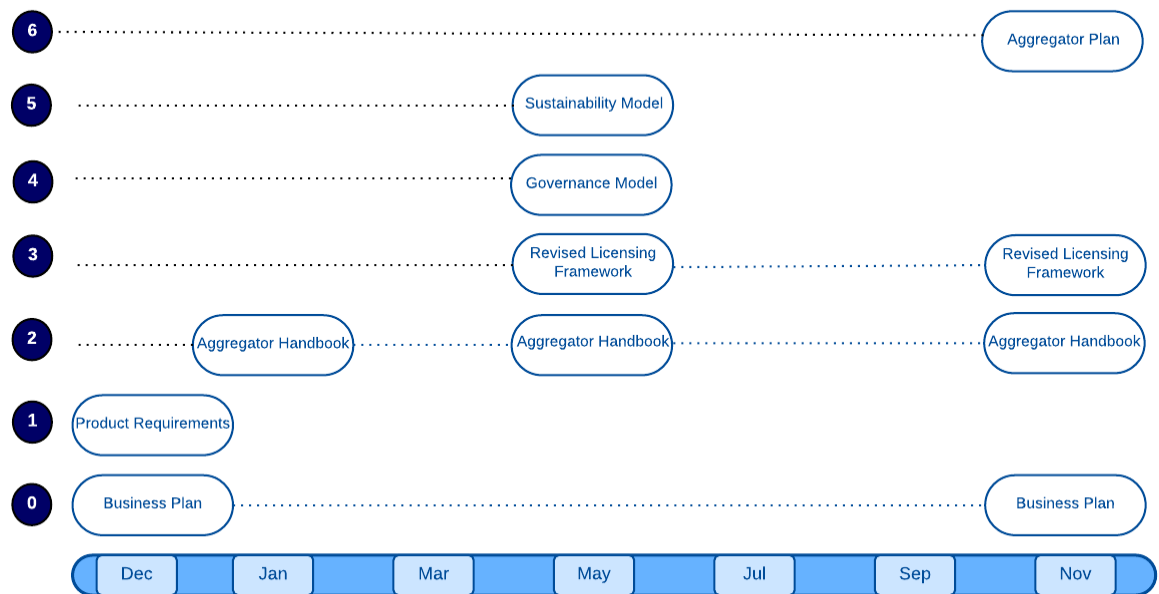 6
Aggregator Plan
5
Sustainability Model
4
Governance Model
3
Revised Licensing
Framework
Revised Licensing
Framework
2
Aggregator Handbook
Aggregator Handbook
Aggregator Handbook
1
Product Requirements
0
Business Plan
Business Plan
Dec
Jan
Mar
May
Jul
Sep
Nov